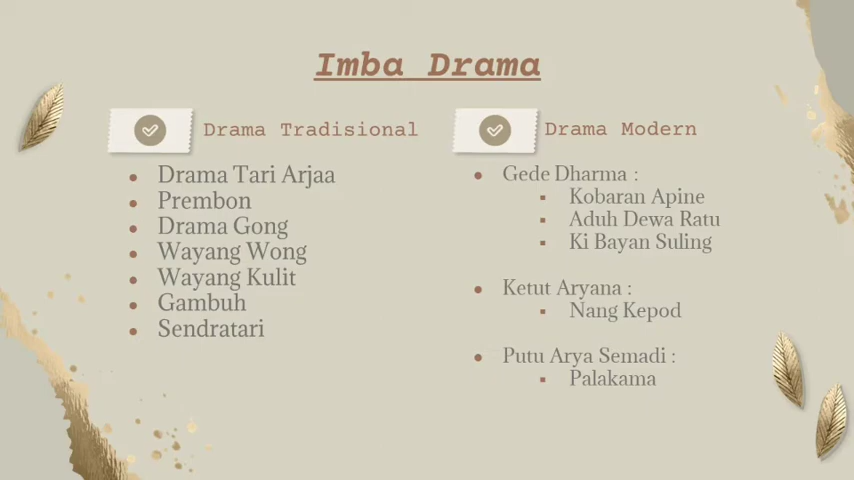 Imba Drama
Drama Tradisional
Drama Tari Arjaa
Prembon
Drama Gong
Wayang Wong
Wayang Kulit
Gambuh
Sendratari
Drama Modern
Gede Dharma :
Kobaran Apine
Aduh Dewa Ratu
Ki Bayan Suling
Ketut Aryana :
Nang Kepod
Putu Arya Semadi :
Palakama